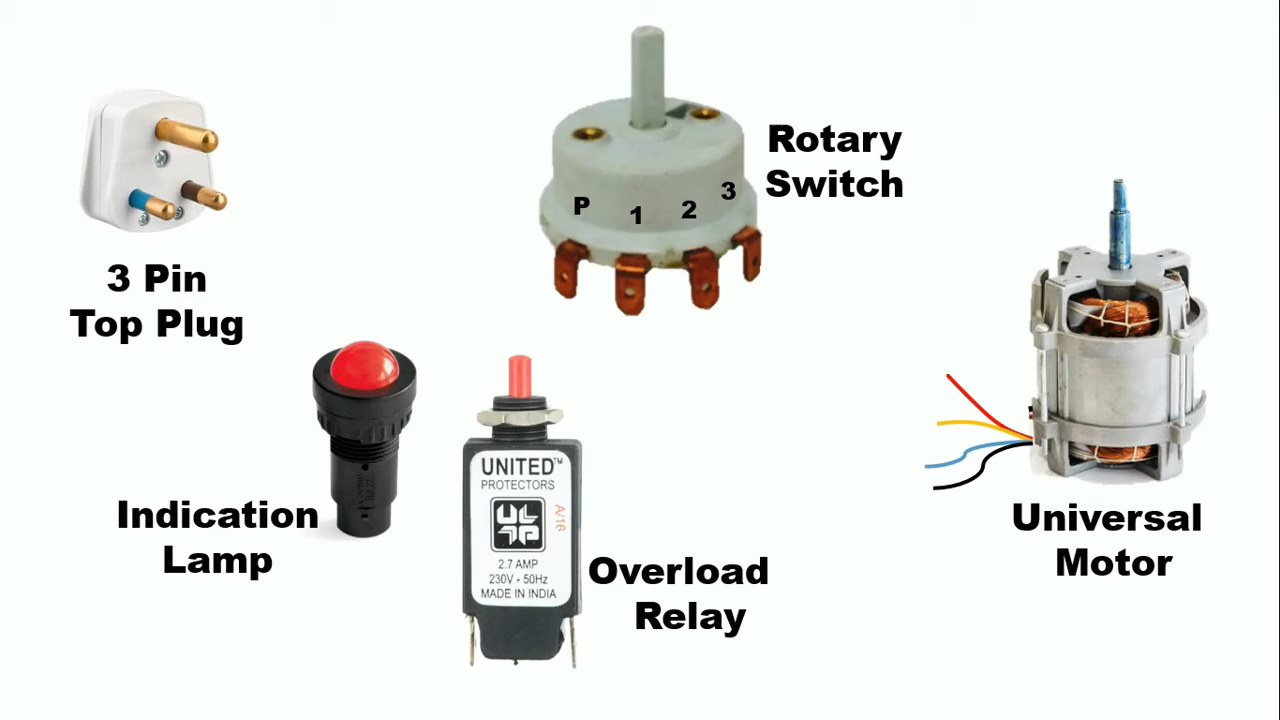 3 Pin
Top Plug
Rotary
Switch
P
1
2
3
Indication
Lamp
UNITED™
PROTECTORS
A/16
2.7 AMP
230V - 50Hz
MADE IN INDIA
Overload
Relay
Universal
Motor